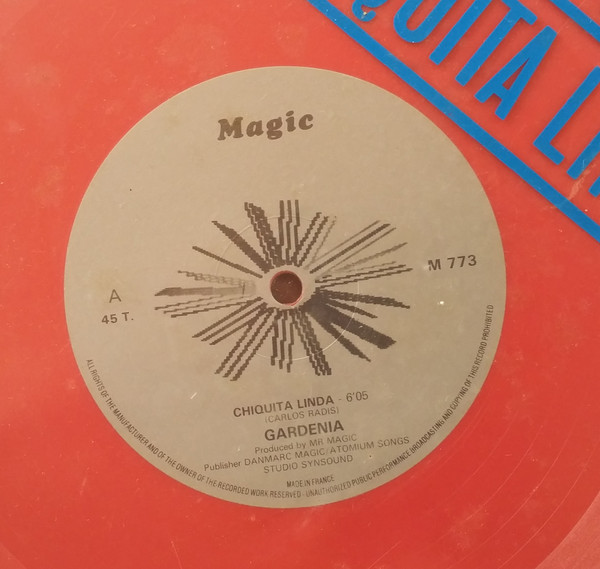 QUITA LI
Magic
M 773
A
45 T.
CHIQUITA LINDA - 6'05
(CARLOS RADIS)
GARDENIA
Produced by MR MAGIC
Publisher DANMARC MAGIC/ATOMIUM SONGS
STUDIO SYNSOUND
MADE IN FRANCE
ALL RIGHTS OF THE MANUFACTURER AND OF THE OWNER OF THE RECORDED WORK RESERVED - UNAUTHORIZED PUBLIC PERFORMANCE BROADCASTING AND COPYING OF THIS RECORD PROHIBITED